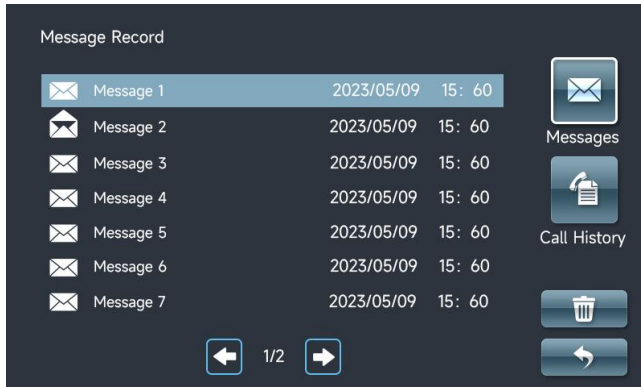 Message Record
Message 1 2023/05/09 15: 60
Message 2 2023/05/09 15: 60
Messages
Message 3 2023/05/09 15: 60
Message 4 2023/05/09 15: 60
Message 5 2023/05/09 15: 60
Call History
Message 6 2023/05/09 15: 60
Message 7 2023/05/09 15: 60
1/2